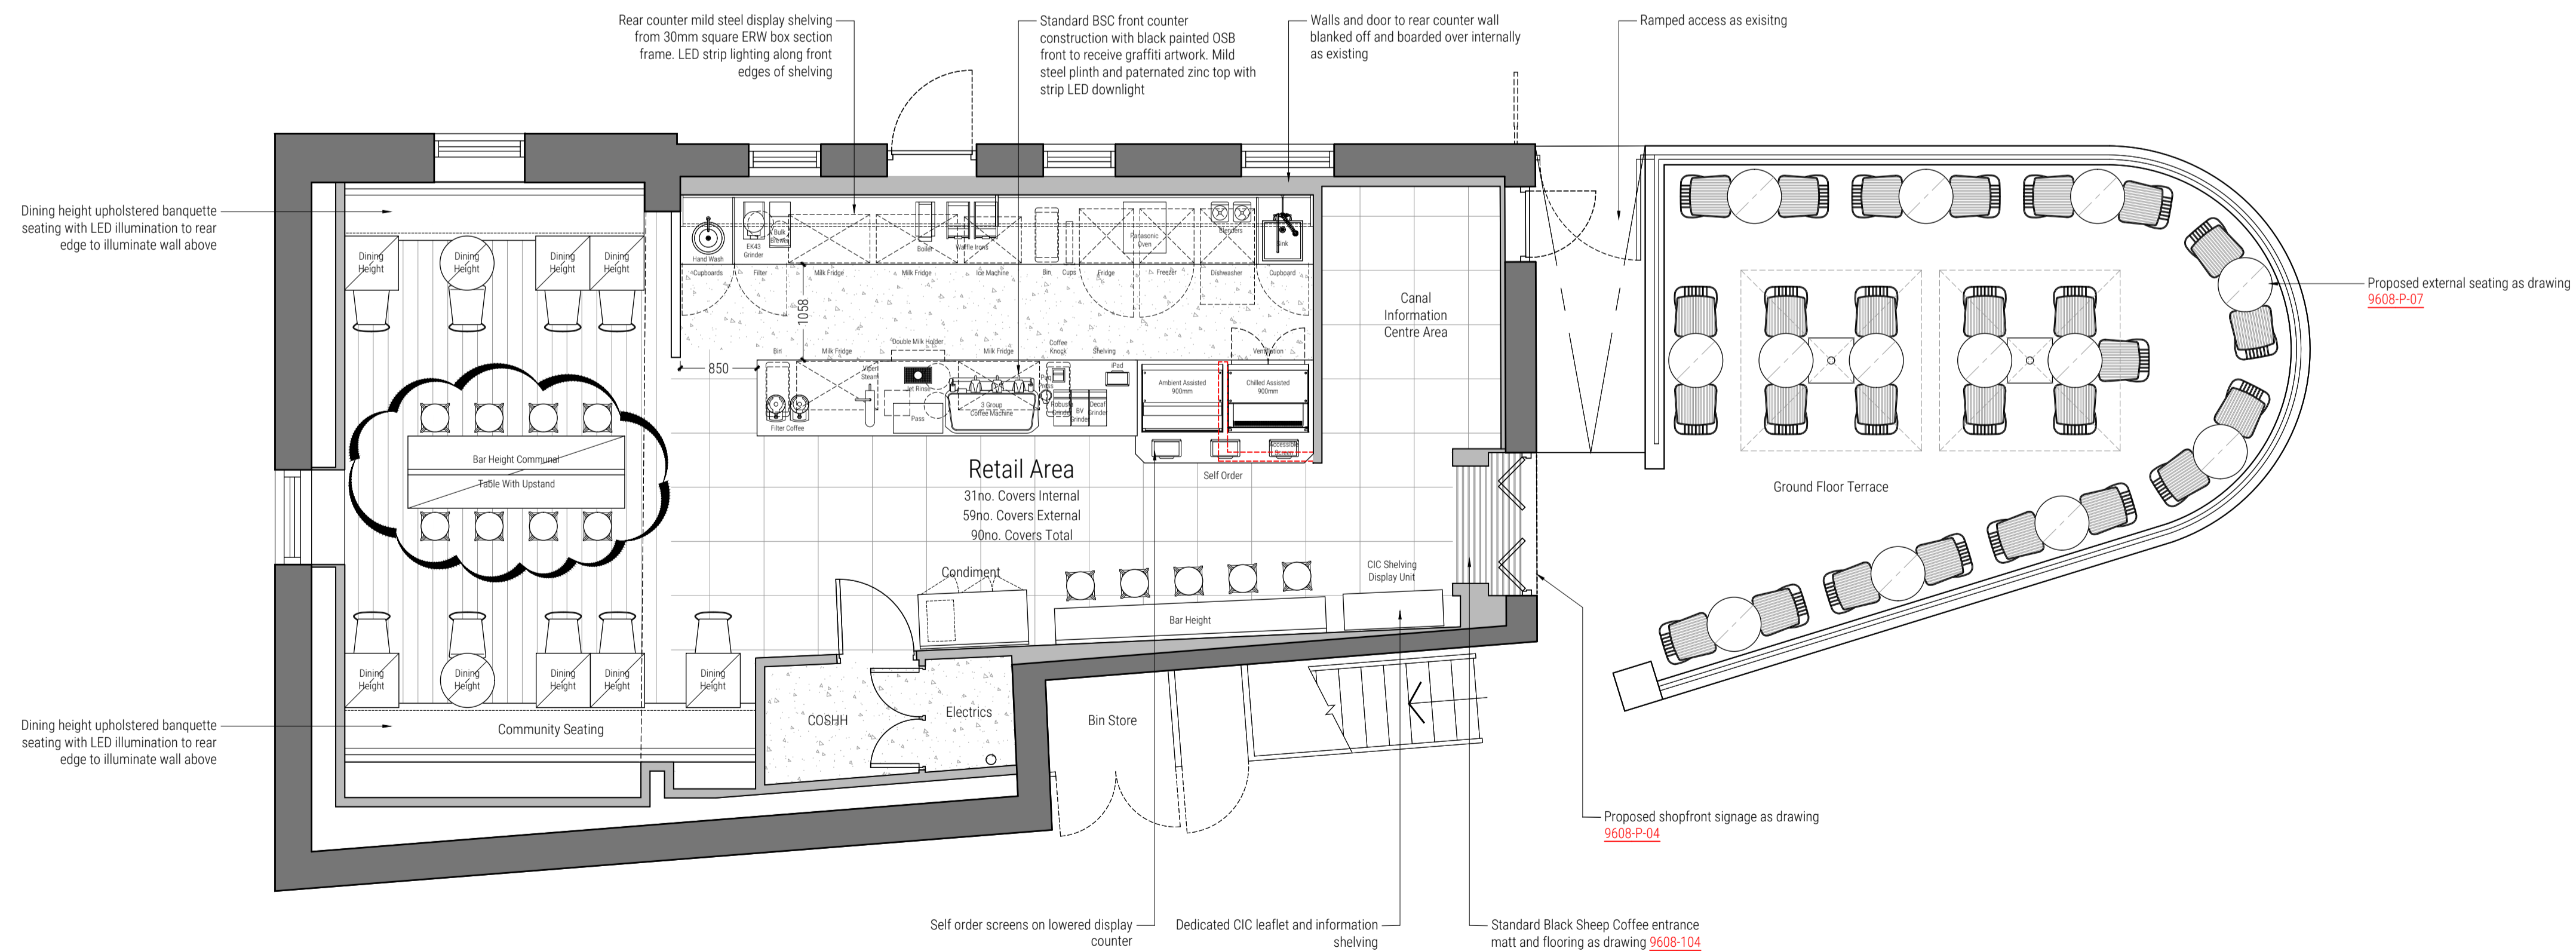 Rear counter mild steel display shelving
from 30mm square ERW box section
frame. LED strip lighting along front
edges of shelving
Standard BSC front counter
construction with black painted OSB
front to receive graffiti artwork. Mild
steel plinth and paternated zinc top with
strip LED downlight
Walls and door to rear counter wall
blanked off and boarded over internally
as existing
Ramped access as exisitng
Dining height upholstered banquette
seating with LED illumination to rear
edge to illuminate wall above
Dining
Height
Dining
Height
Dining
Height
Dining
Height
Hand Wash
EK43
Grinder
Bulk
Brewer
Boiler
Waffle Irons
Panasonic
Oven
Blenders
Sink
Cupboards
Filter
Milk Fridge
Milk Fridge
Ice Machine
Bin
Cups
Fridge
Freezer
Dishwasher
Cupboard
1058
850
Canal
Information
Centre Area
Proposed external seating as drawing
9608-P-07
Bin
Milk Fridge
Double Milk Holder
Milk Fridge
Coffee
Knock
Shelving
Ventilation
Steam
Jet Rinse
Pass
3 Group
Coffee Machine
Press
iPad
BV
Grinder
Decaf
Grinder
Filter Coffee
Ambient Assisted
900mm
Chilled Assisted
900mm
Accessible
Self Order
Bar Height Communal
Table With Upstand
Retail Area
31no. Covers Internal
59no. Covers External
90no. Covers Total
Ground Floor Terrace
Condiment
CIC Shelving
Display Unit
Bar Height
Dining
Height
Dining
Height
Dining
Height
Dining
Height
Dining
Height
Dining height upholstered banquette
seating with LED illumination to rear
edge to illuminate wall above
Community Seating
COSHH
Electrics
Bin Store
Proposed shopfront signage as drawing
9608-P-04
Self order screens on lowered display
counter
Dedicated CIC leaflet and information
shelving
Standard Black Sheep Coffee entrance
matt and flooring as drawing 9608-104